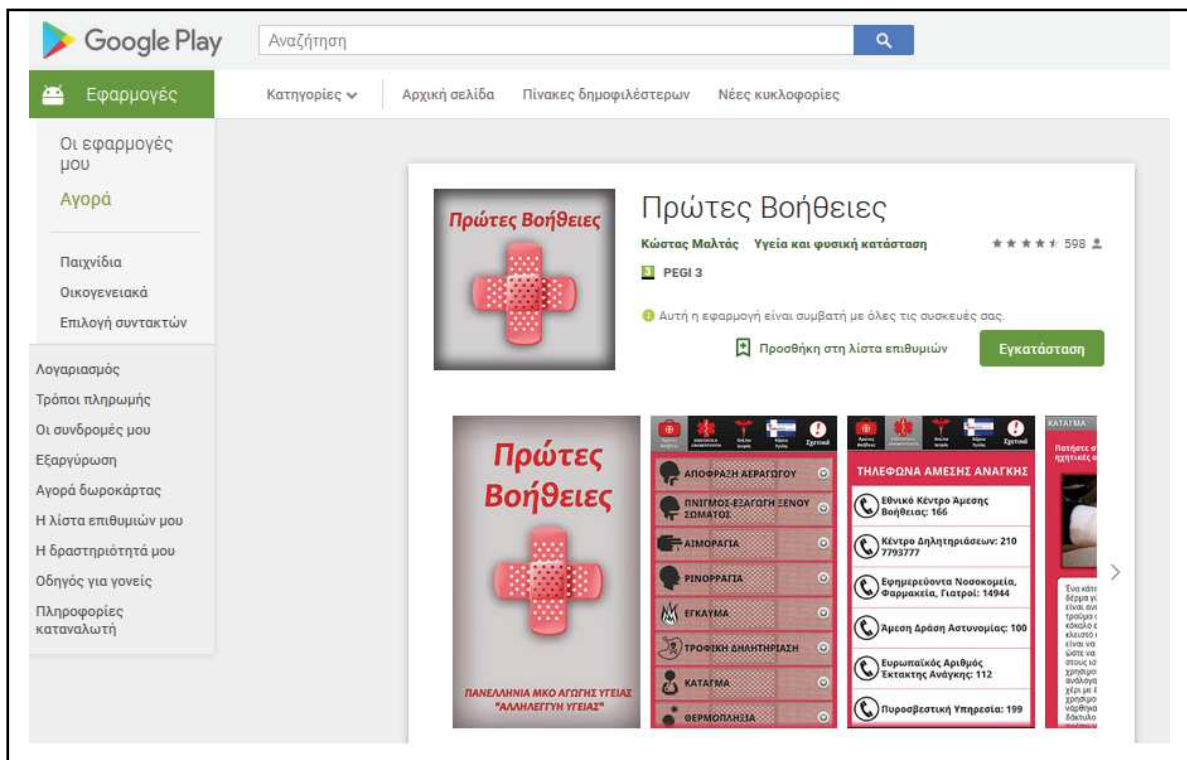 Google Play
Αναζήτηση
Εφαρμογές
Κατηγορίες
Αρχική σελίδα
Πίνακες δημοφιλέστερων
Νέες κυκλοφορίες
Οι εφαρμογές
μου
Αγορά
Παιχνίδια
Οικογενειακά
Επιλογή συντακτών
Λογαριασμός
Τρόποι πληρωμής
Οι συνδρομές μου
Εξαργύρωση
Αγορά δωροκάρτας
Η λίστα επιθυμιών μου
Η δραστηριότητά μου
Οδηγός για γονείς
Πληροφορίες
καταναλωτή
Πρώτες Βοήθειες
Πρώτες Βοήθειες
Κώστας Μαλτάς Υγεία και φυσική κατάσταση
598
3 PEGI 3
Αυτή η εφαρμογή είναι συμβατή με όλες τις συσκευές σας.
Προσθήκη στη λίστα επιθυμιών
Εγκατάσταση
Πρώτες
Βοήθειες
ΠΑΝΕΛΛΗΝΙΑ ΜΚΟ ΑΓΩΓΗΣ ΥΓΕΙΑΣ
"ΑΛΛΗΛΕΓΓΥΗ ΥΓΕΙΑΣ"
Σχετικά
ΑΠΟΦΡΑΞΗ ΑΕΡΑΓΩΓΟΥ
ΠΝΙΓΜΟΣ-ΕΞΑΓΩΓΗ ΞΕΝΟΥ
ΣΩΜΑΤΟΣ
ΑΙΜΟΡΑΓΙΑ
ΡΙΝΟΡΡΑΓΙΑ
ΕΓΚΑΥΜΑ
ΤΡΟΦΙΚΗ ΔΗΛΗΤΗΡΙΑΣΗ
ΚΑΤΑΓΜΑ
ΘΕΡΜΟΠΛΗΞΙΑ
Σχετικά
ΤΗΛΕΦΩΝΑ ΑΜΕΣΗΣ ΑΝΑΓΚΗΣ
Εθνικό Κέντρο Άμεσης
Βοήθειας: 166
Κέντρο Δηλητηριάσεων: 210
7793777
Εφημερεύοντα Νοσοκομεία,
Φαρμακεία, Γιατροί: 14944
Άμεση Δράση Αστυνομίας: 100
Ευρωπαϊκός Αριθμός
Έκτακτης Ανάγκης: 112
Πυροσβεστική Υπηρεσία: 199
ΚΑΤΑΓΜΑ
Πατήστε